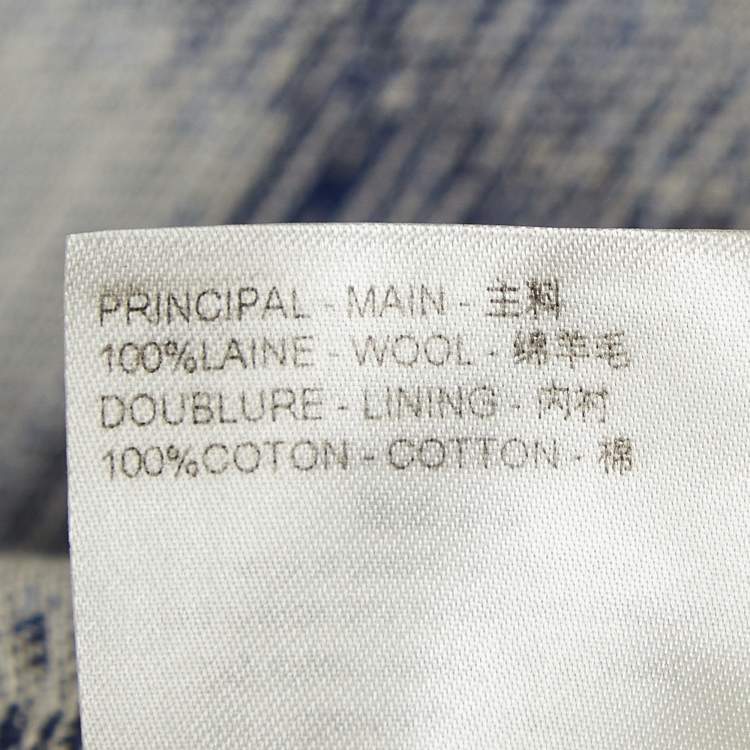 PRINCIPAL - MAIN - 主料
100%LAINE - WOOL - 绵羊毛
DOUBLURE - LINING - 内衬
100%COTON - COTTON - 棉